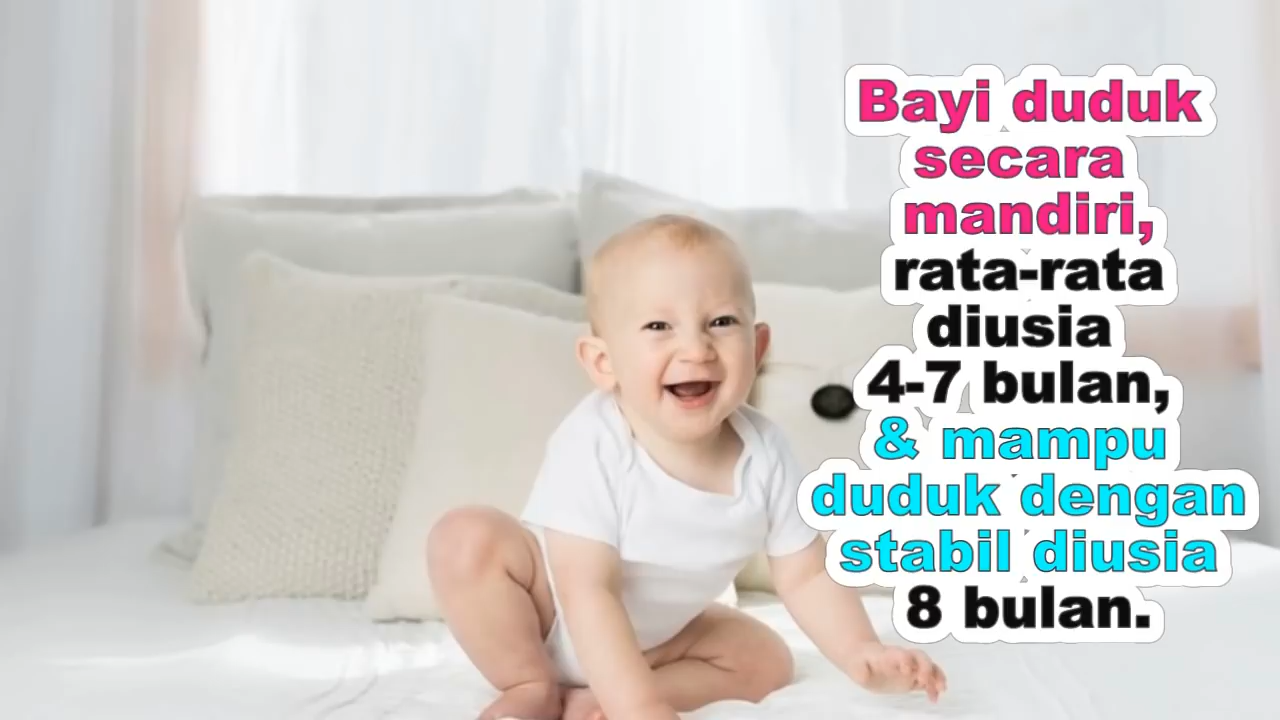 Bayi duduk
secara
mandiri,
rata-rata
diusia
4-7 bulan,
& mampu
duduk dengan
stabil diusia
8 bulan.